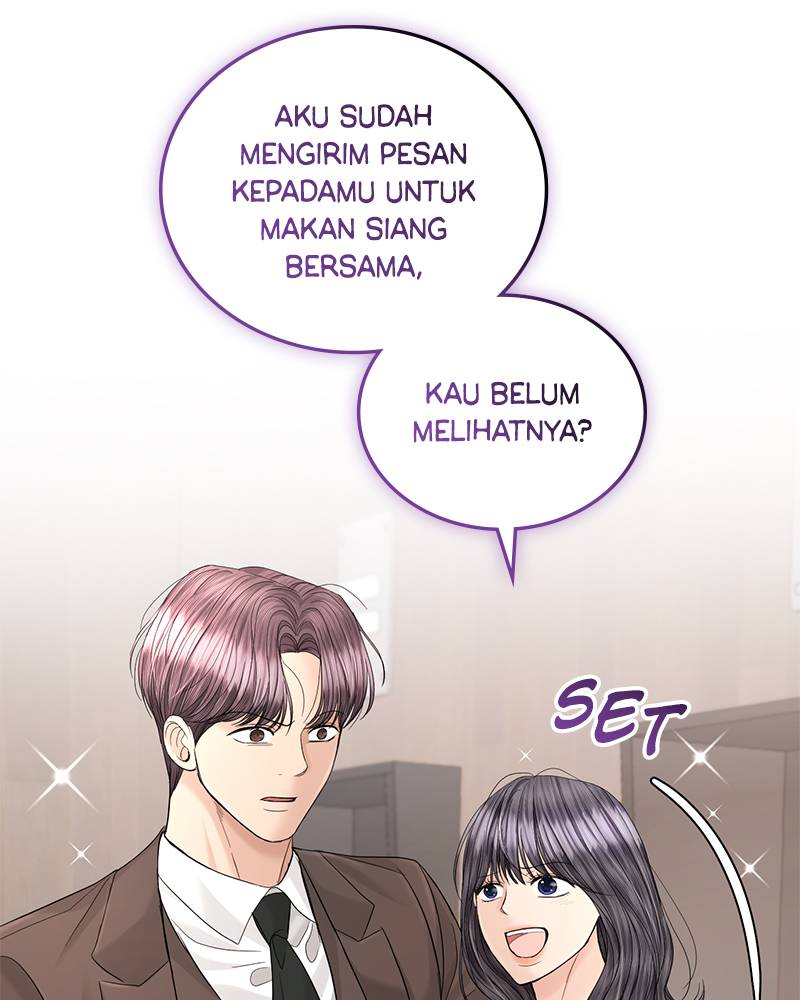 AKU SUDAH
MENGIRIM PESAN
KEPADAMU UNTUK
MAKAN SIANG
BERSAMA,
KAU BELUM
MELIHATNYA?
SET